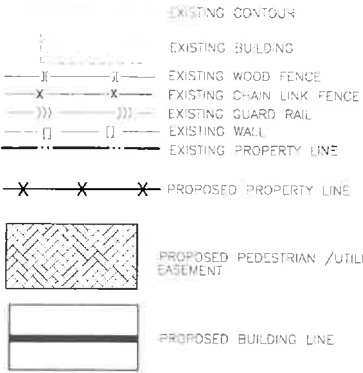 EXISTING CONTOUR
EXISTING BUILDING
EXISTING WOOD FENCE
EXISTING CHAIN LINK FENCE
EXISTING GUARD RAIL
EXISTING WALL
EXISTING PROPERTY LINE
PROPOSED PROPERTY LINE
PROPOSED PEDESTRIAN /UTILI
EASEMENT
PROPOSED BUILDING LINE